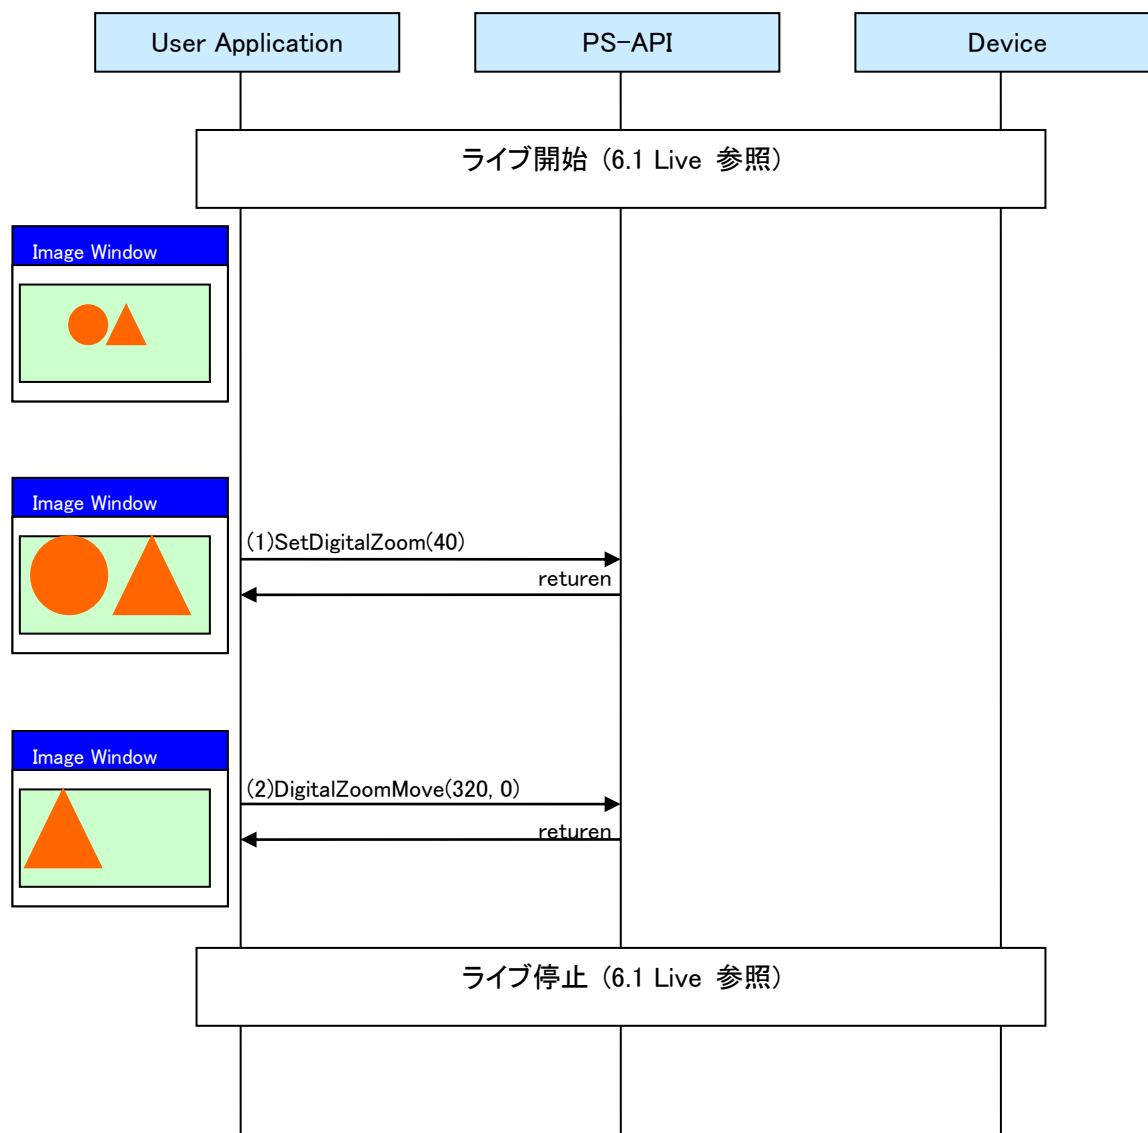 User Application
PS-API
Device
ライブ開始 (6.1 Live 参照)
Image Window
Image Window
(1)SetDigitalZoom(40)
returen
Image Window
(2)DigitalZoomMove(320, 0)
returen
ライブ停止 (6.1 Live 参照)